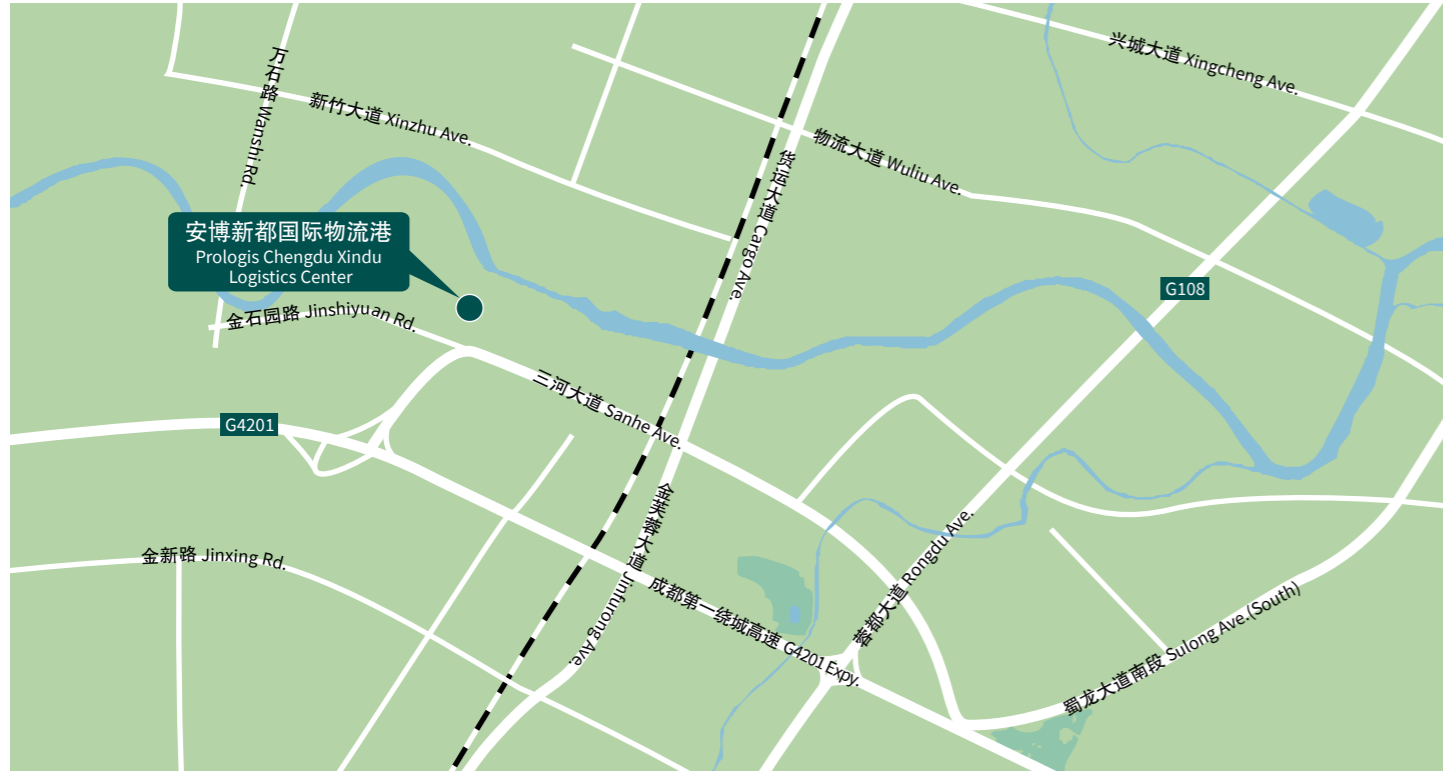 兴城大道 Xingcheng Ave.
万石路 Wanshi Rd.
新竹大道 Xinzhu Ave.
物流大道 Wuliu Ave.
货运大道 Cargo Ave.
安博新都国际物流港
Prologis Chengdu Xindu
Logistics Center
G108
金石园路 Jinshiyuan Rd.
三河大道 Sanhe Ave.
G4201
金芙蓉大道 Jinfurong Ave.
金新路 Jinxing Rd.
成都第一绕城高速 G4201 Expy.
蓉都大道 Rongdu Ave.
蜀龙大道南段 Sulong Ave.(South)